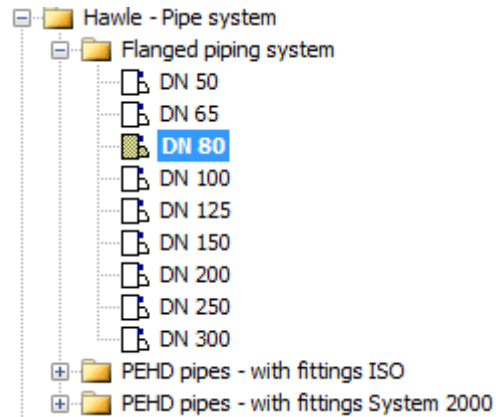 Hawle - Pipe system
Flanged piping system
DN 50
DN 65
DN 80
DN 100
DN 125
DN 150
DN 200
DN 250
DN 300
PEHD pipes - with fittings ISO
PEHD pipes - with fittings System 2000